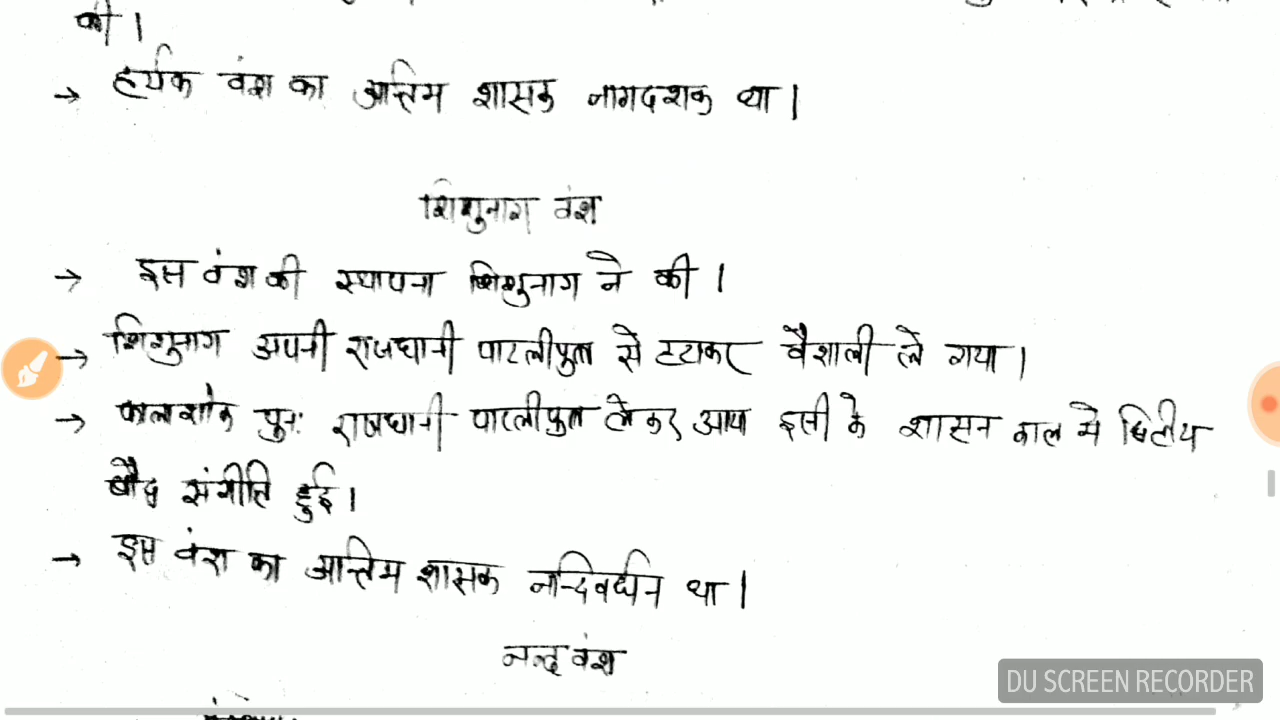 की।
→ हर्यक वंश का अन्तिम शासक नागदशक था।
शिशुनाग वंश
→ इस वंश की स्थापना शिशुनाग ने की।
→ शिशुनाग अपनी राजधानी पाटलीपुत्र से हटाकर वैशाली ले गया।
→ कालाशोक पुनः राजधानी पाटलीपुत्र लेकर आया इसी के शासन काल मे द्वितीय
बौद्ध संगीति हुई।
→ इस वंश का अन्तिम शासक नन्दिवर्धन था।
नन्द वंश
DU SCREEN RECORDER